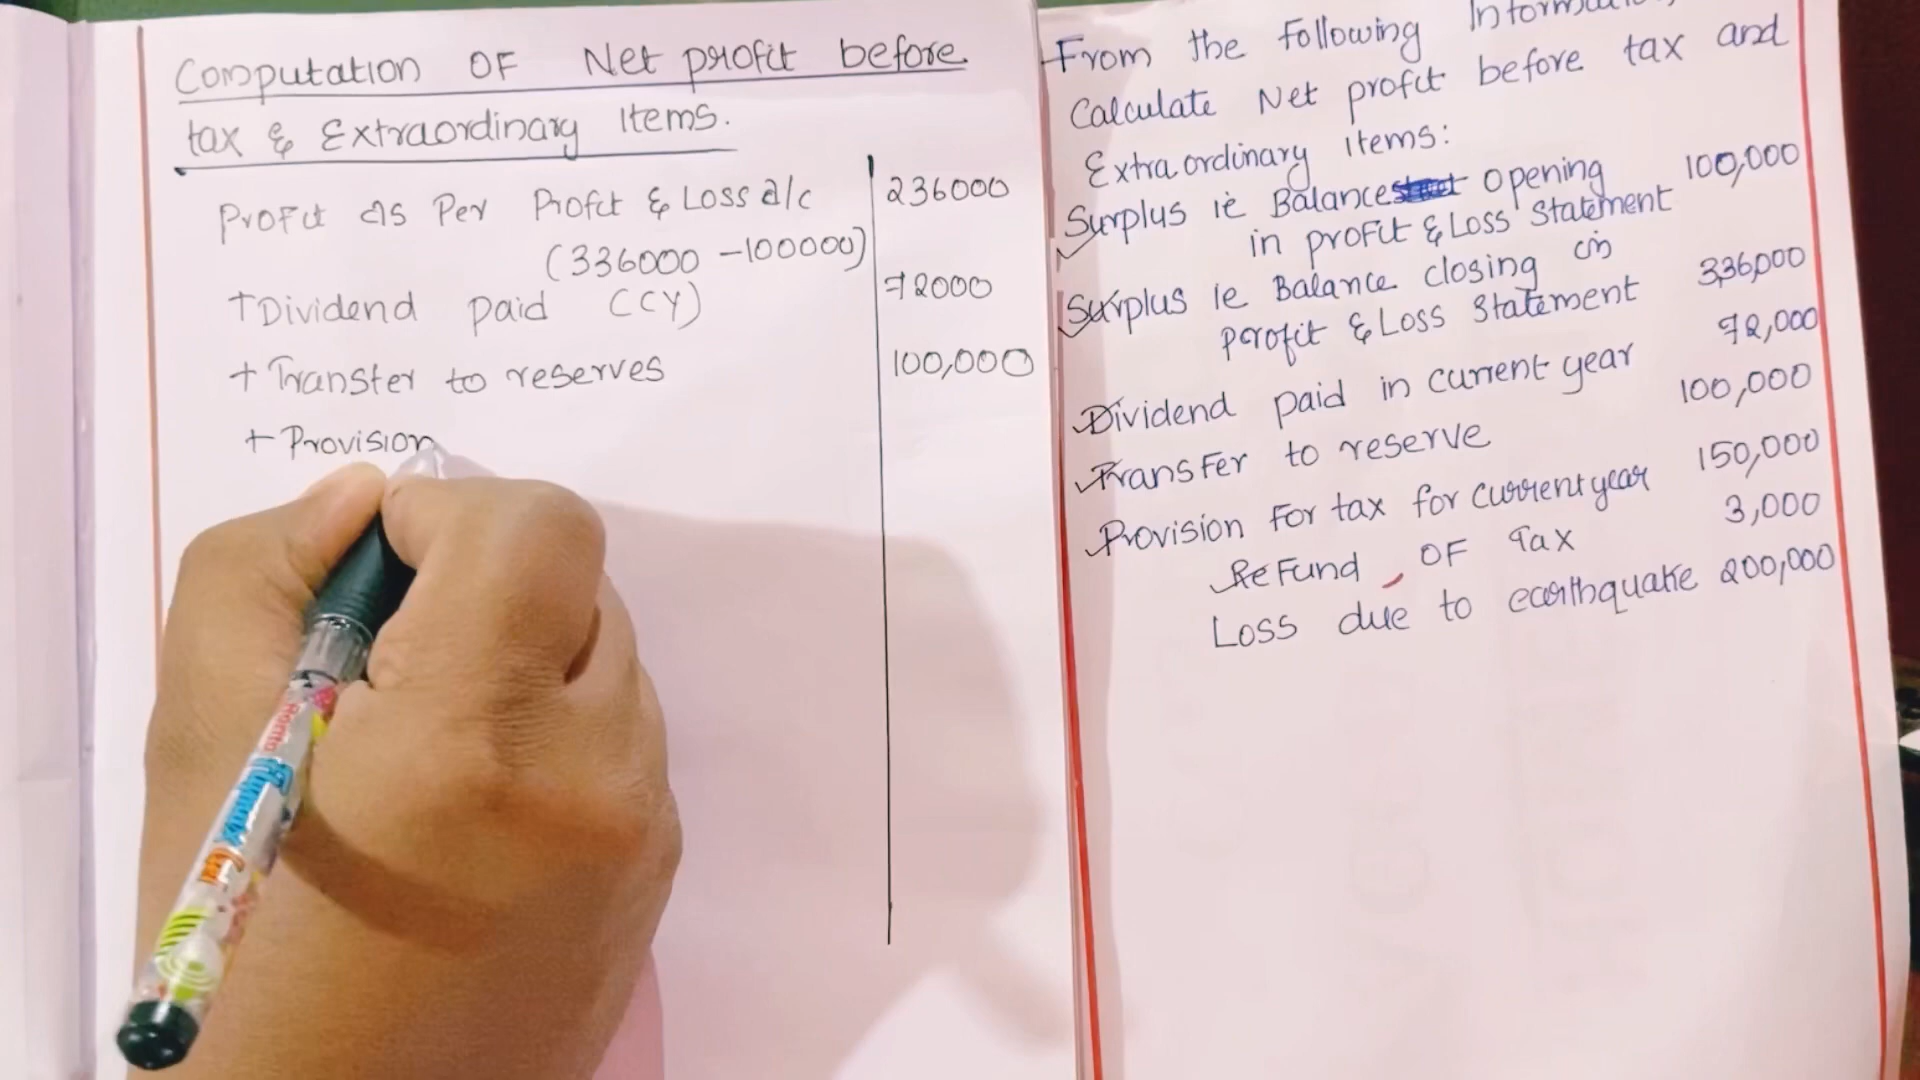 Computation OF Net profit before
tax & Extraordinary Items.
Profit As Per Profit & Loss a/c 236000
(336000 - 100000)
+ Dividend paid (CY) 72000
+ Transfer to reserves 100,000
+ Provision
From the following Information
Calculate Net profit before tax and
Extra ordinary items:
Surplus ie Balance opening 100,000
in profit & Loss Statement
Surplus ie Balance closing in
profit & Loss Statement 336,000
Dividend paid in current year 72,000
Transfer to reserve 100,000
Provision for tax for current year 150,000
Refund OF Tax 3,000
Loss due to earthquake 200,000